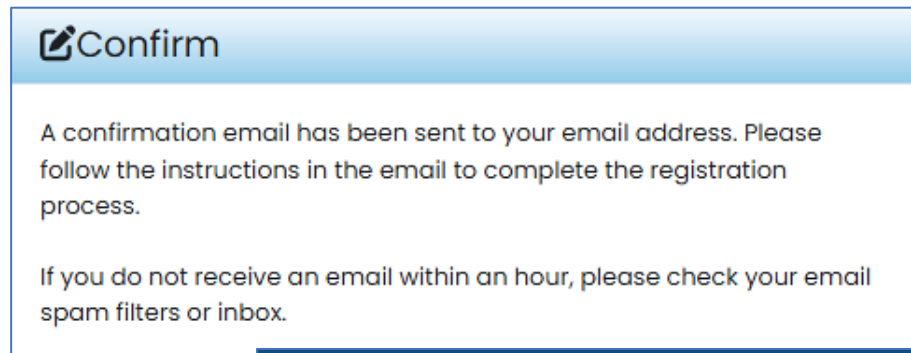 Confirm
A confirmation email has been sent to your email address. Please
follow the instructions in the email to complete the registration
process.
If you do not receive an email within an hour, please check your email
spam filters or inbox.